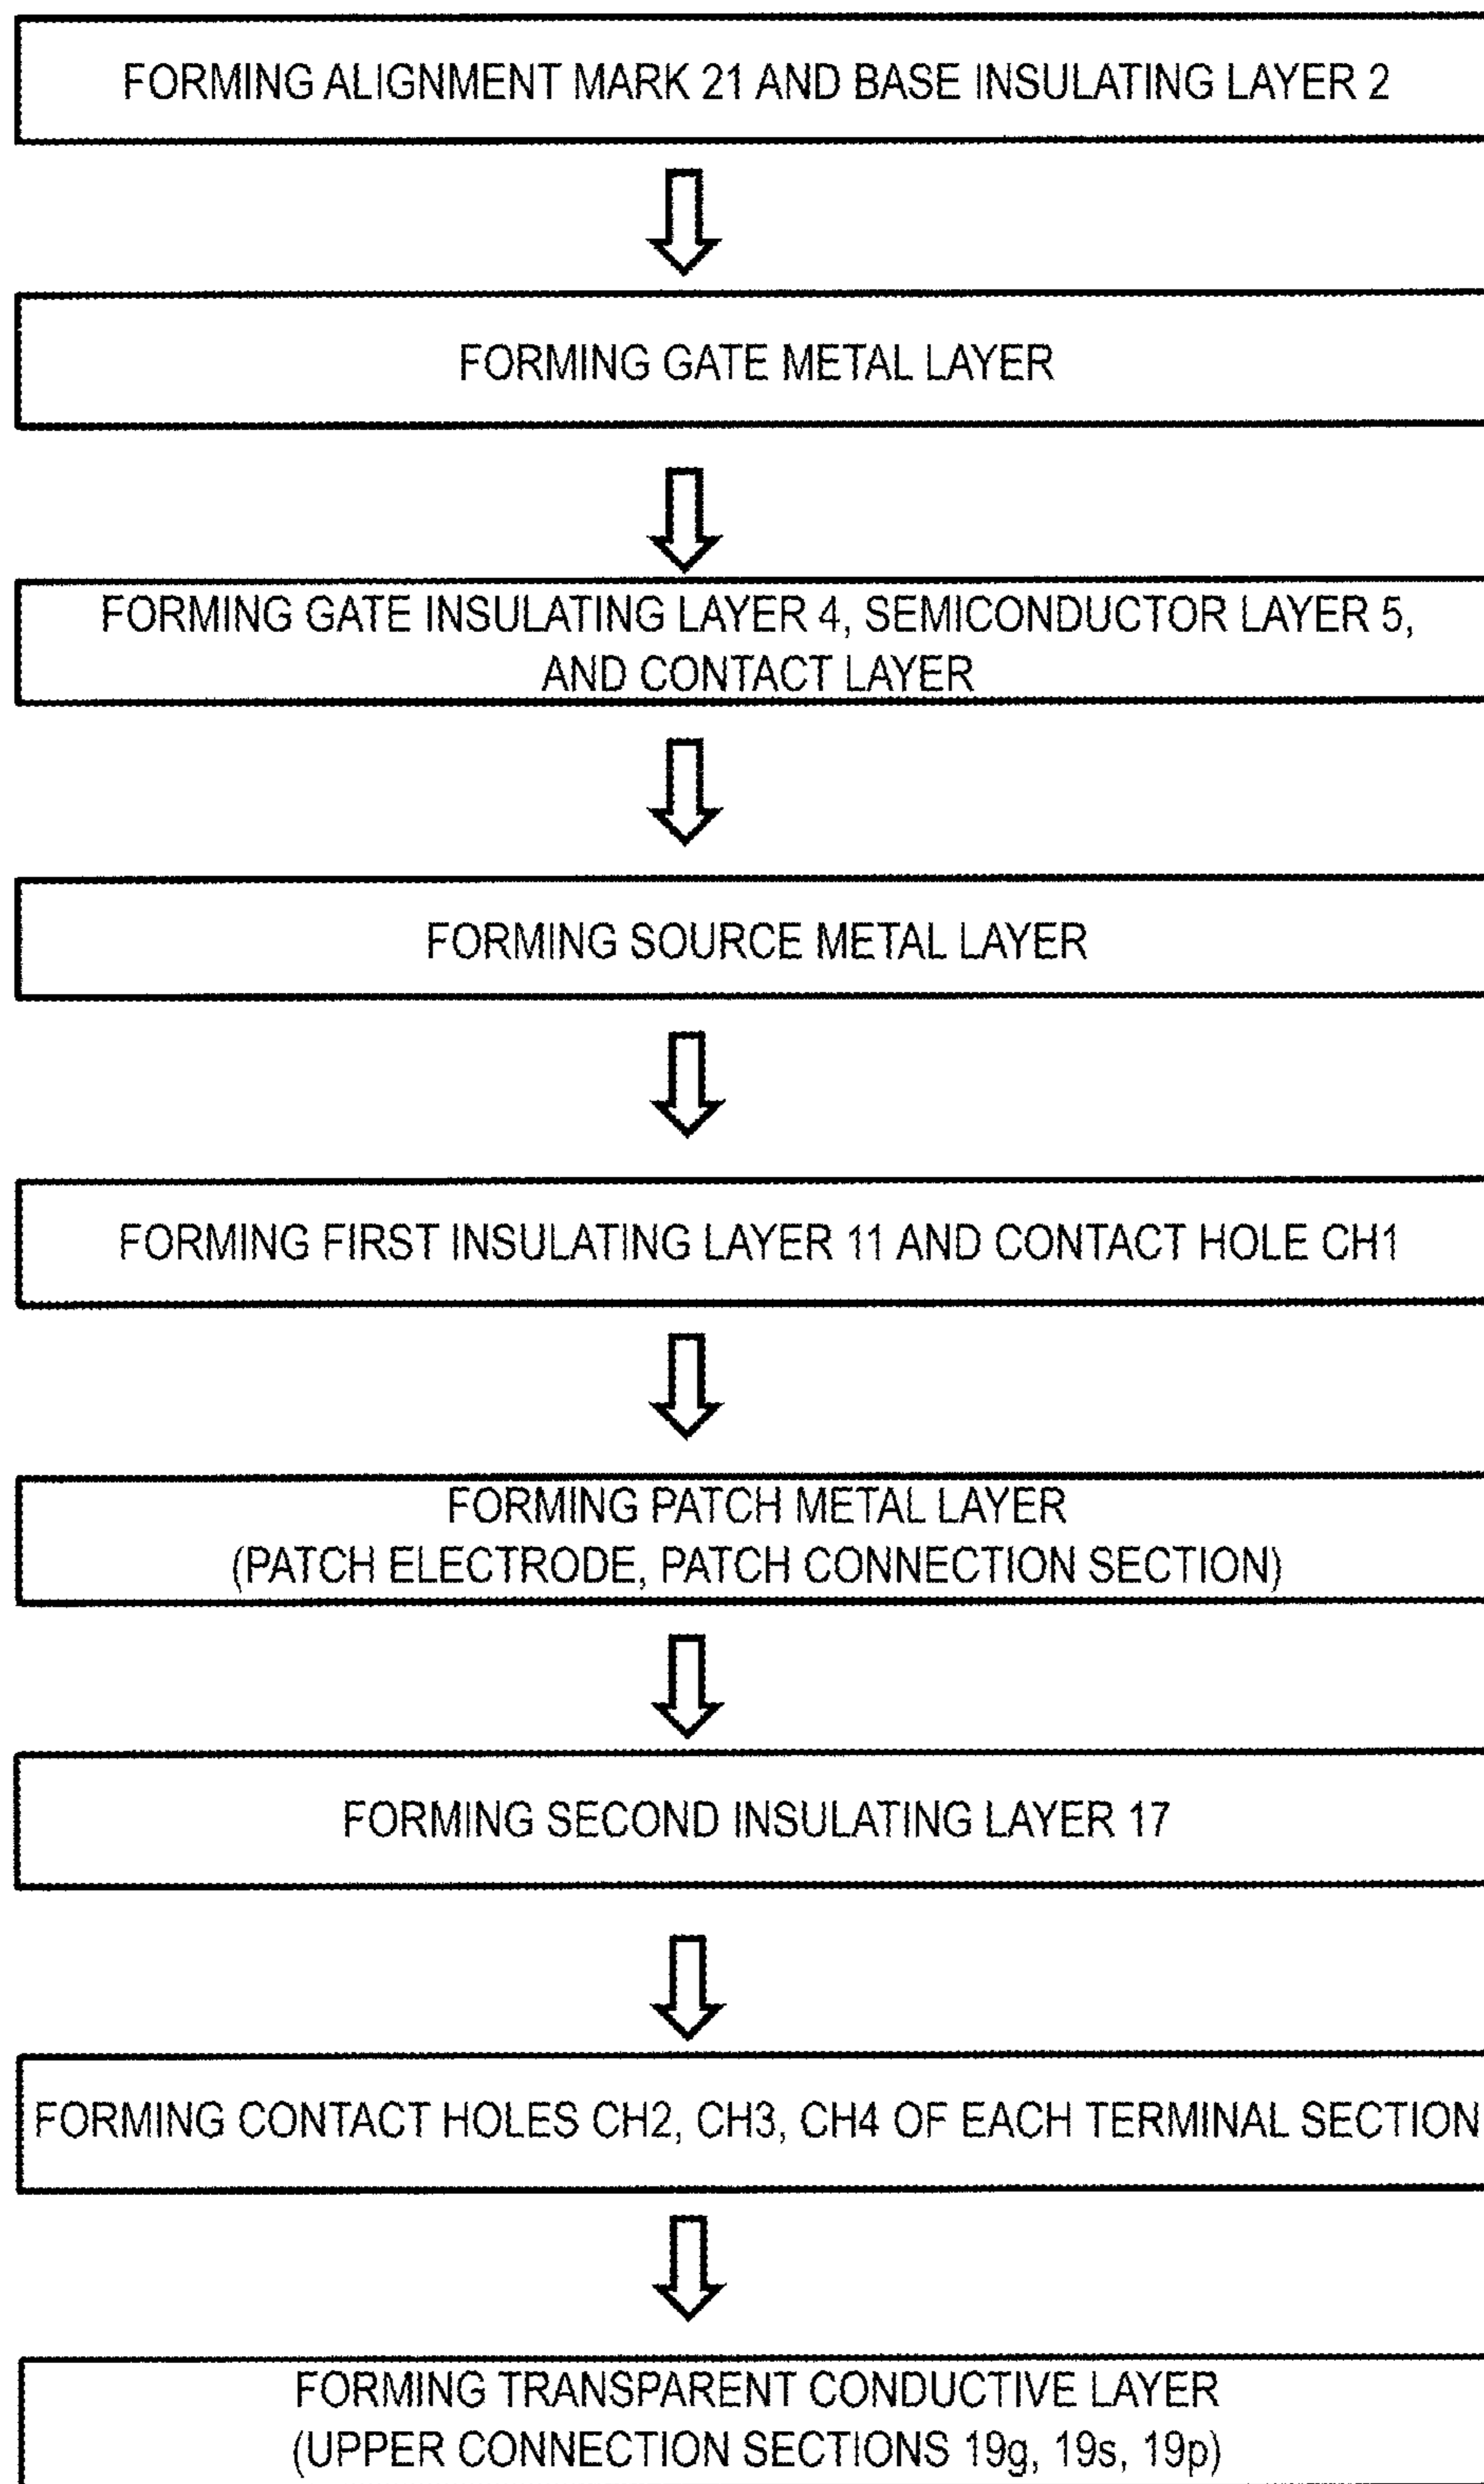 FORMING ALIGNMENT MARK 21 AND BASE INSULATING LAYER 2
FORMING GATE METAL LAYER
FORMING GATE INSULATING LAYER 4, SEMICONDUCTOR LAYER 5,
AND CONTACT LAYER
FORMING SOURCE METAL LAYER
FORMING FIRST INSULATING LAYER 11 AND CONTACT HOLE CH1
FORMING PATCH METAL LAYER
(PATCH ELECTRODE, PATCH CONNECTION SECTION)
FORMING SECOND INSULATING LAYER 17
FORMING CONTACT HOLES CH2, CH3, CH4 OF EACH TERMINAL SECTION
FORMING TRANSPARENT CONDUCTIVE LAYER
(UPPER CONNECTION SECTIONS 19g, 19s, 19p)